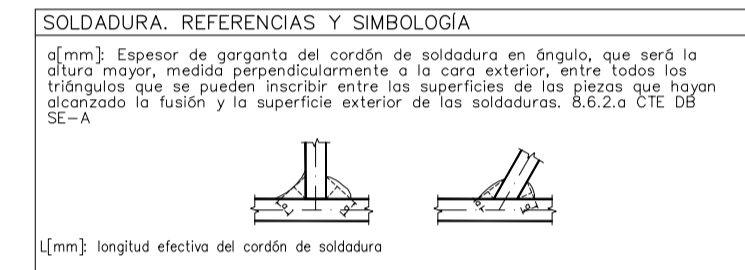 SOLDADURA. REFERENCIAS Y SIMBOLOGÍA
a[mm]: Espesor de garganta del cordón de soldadura en ángulo, que será la
altura mayor, medida perpendicularmente a la cara exterior, entre todos los
triángulos que se pueden inscribir entre las superficies de las piezas que hayan
alcanzado la fusión y la superficie exterior de las soldaduras. 8.6.2.a CTE DB
SE-A
a a a a
L[mm]: longitud efectiva del cordón de soldadura